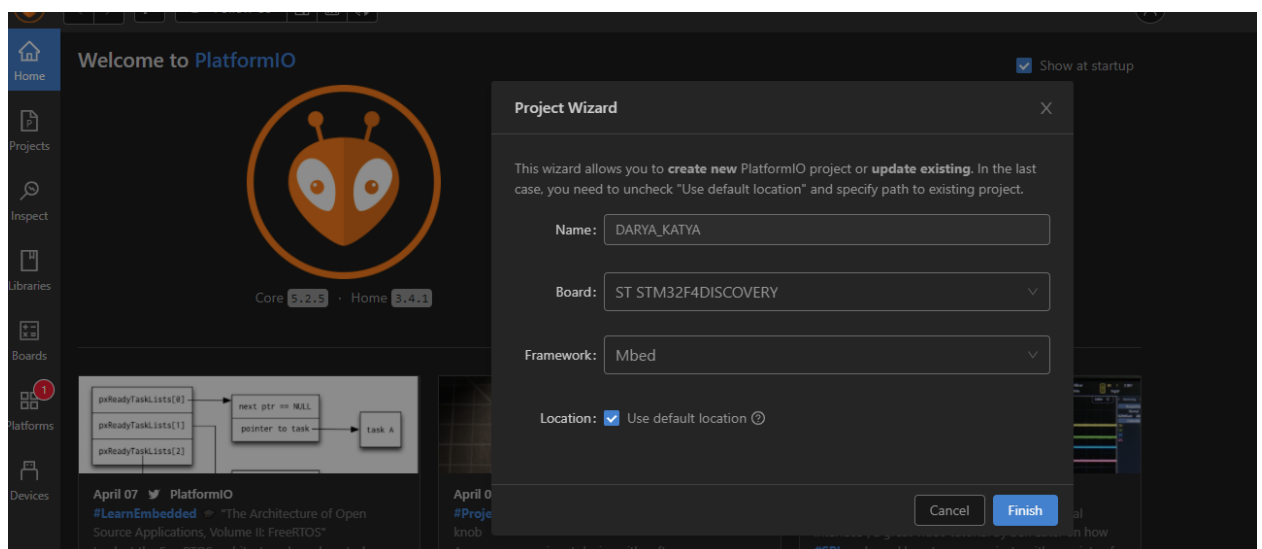 Home
Projects
Inspect
Libraries
Boards
1
Platforms
Devices
Welcome to PlatformIO
Show at startup
Core 5.2.5 · Home 3.4.1
Project Wizard
This wizard allows you to create new PlatformIO project or update existing. In the last
case, you need to uncheck "Use default location" and specify path to existing project.
Name: DARYA_KATYA
Board: ST STM32F4DISCOVERY
Framework: Mbed
Location: Use default location
Cancel Finish
pxReadyTaskLists[0]
pxReadyTaskLists[1]
pxReadyTaskLists[2]
next ptr == NULL
pointer to task
task A
April 07 PlatformIO
#LearnEmbedded "The Architecture of Open
Source Applications, Volume II: FreeRTOS"
April 0
#Proje
knob
al
on how